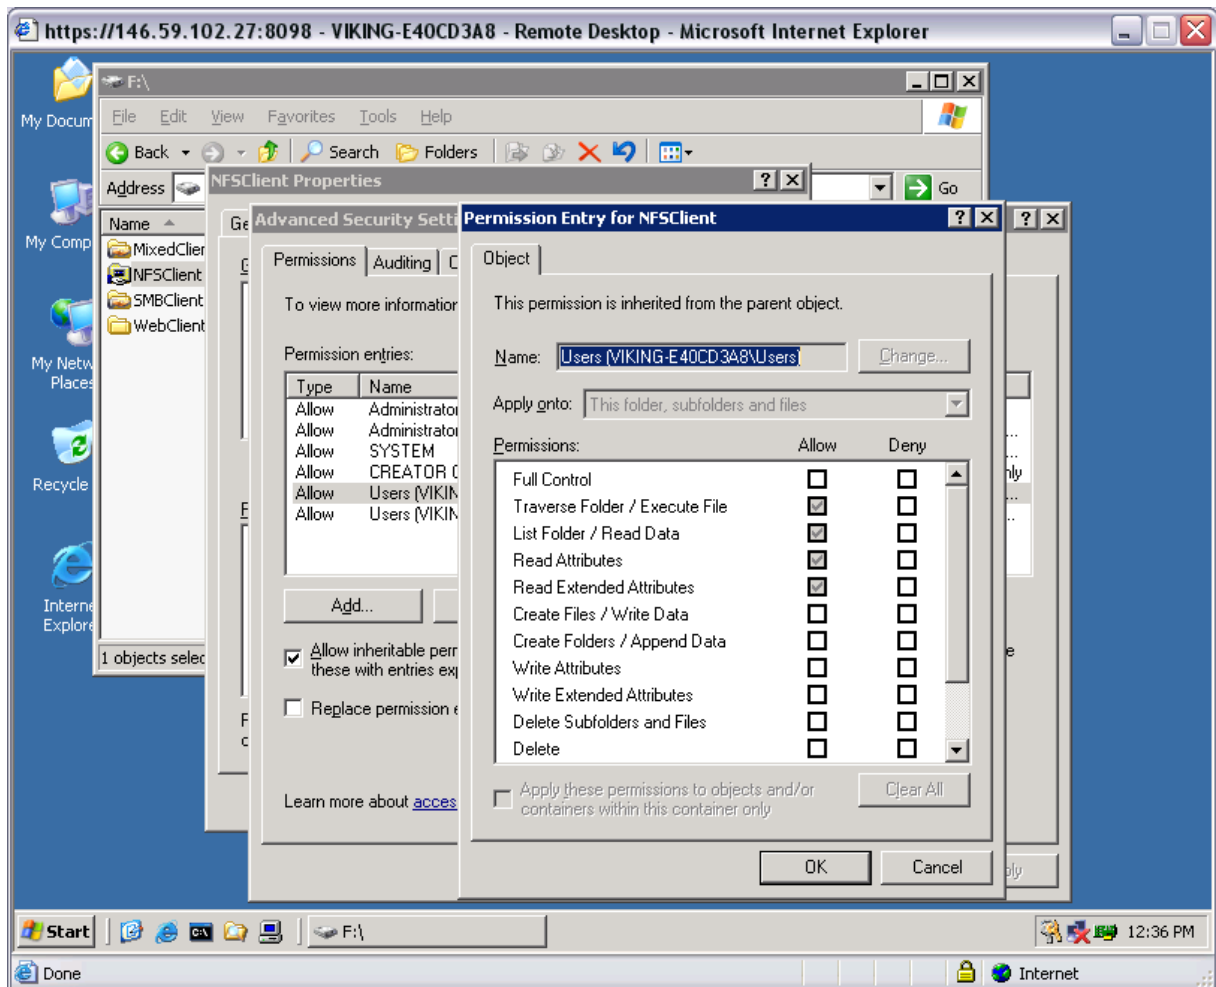 https://146.59.102.27:8098 - VIKING-E40CD3A8 - Remote Desktop - Microsoft Internet Explorer
F:\
My Docum
File Edit View Favorites Tools Help
Back Search Folders
Address Go
NFSClient Properties
Name
MixedClien
NFSClient
SMBClient
WebClient
My Comp
My Netw
Places
Recycle
Interne
Explore
1 objects selec
Ge
Advanced Security Setti
Permissions Auditing
To view more information
Permission entries:
Type Name
Allow Administrator
Allow Administrator
Allow SYSTEM
Allow CREATOR O
Allow Users (VIKIN
Allow Users (VIKIN
Add...
Allow inheritable perr
these with entries exp
Replace permission e
Learn more about acces
Permission Entry for NFSClient
Object
This permission is inherited from the parent object.
Name: Users (VIKING-E40CD3A8\Users) Change...
Apply onto: This folder, subfolders and files
Permissions: Allow Deny
Full Control
Traverse Folder / Execute File
List Folder / Read Data
Read Attributes
Read Extended Attributes
Create Files / Write Data
Create Folders / Append Data
Write Attributes
Write Extended Attributes
Delete Subfolders and Files
Delete
Apply these permissions to objects and/or
containers within this container only
Clear All
OK Cancel
Start F:\ 12:36 PM
Done Internet